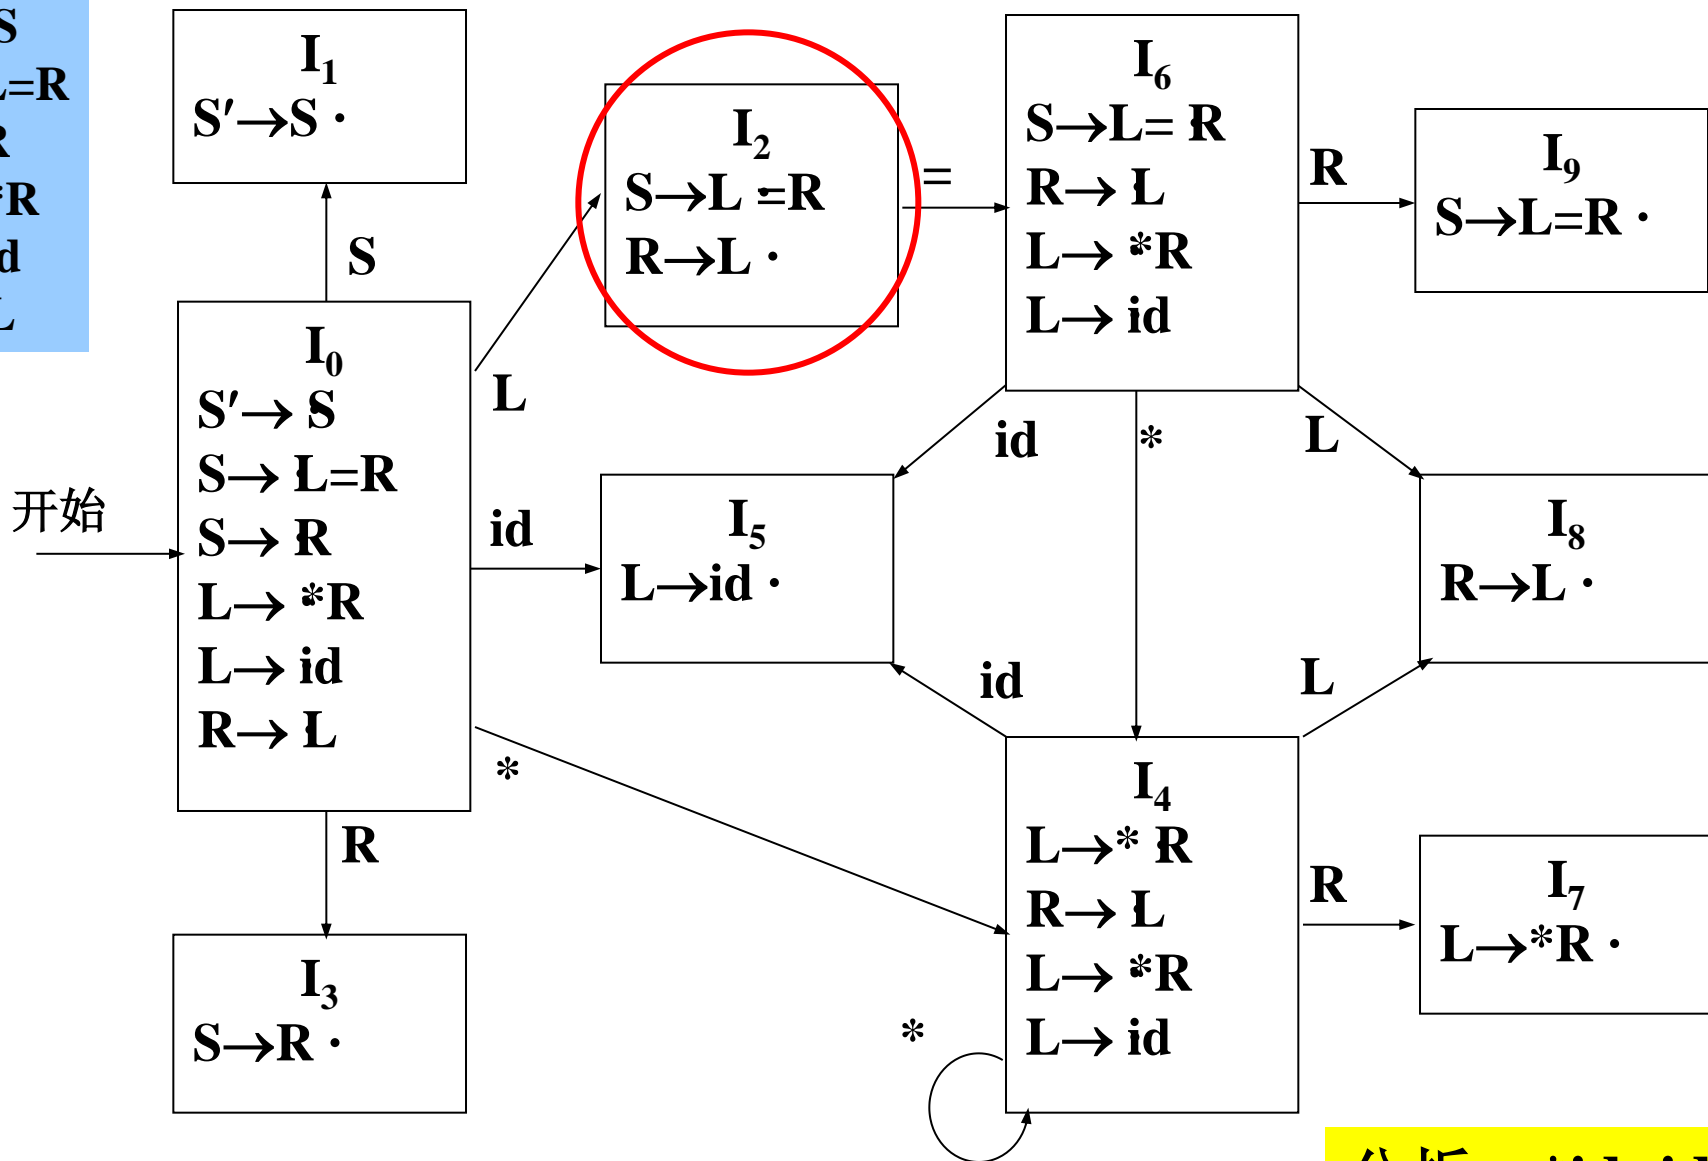 S
L=R
R
*R
d
L
I1
S′→S ·
S
I2
S→L ·=R
R→L ·
=
I6
S→L= ·R
R→ ·L
L→ ·*R
L→ ·id
R
I9
S→L=R ·
I0
S′→ ·S
S→ ·L=R
S→ ·R
L→ ·*R
L→ ·id
R→ ·L
开始
L
id
I5
L→id ·
id
*
L
I8
R→L ·
id
L
*
R
I3
S→R ·
I4
L→* ·R
R→ ·L
L→ ·*R
L→ ·id
*
R
I7
L→*R ·